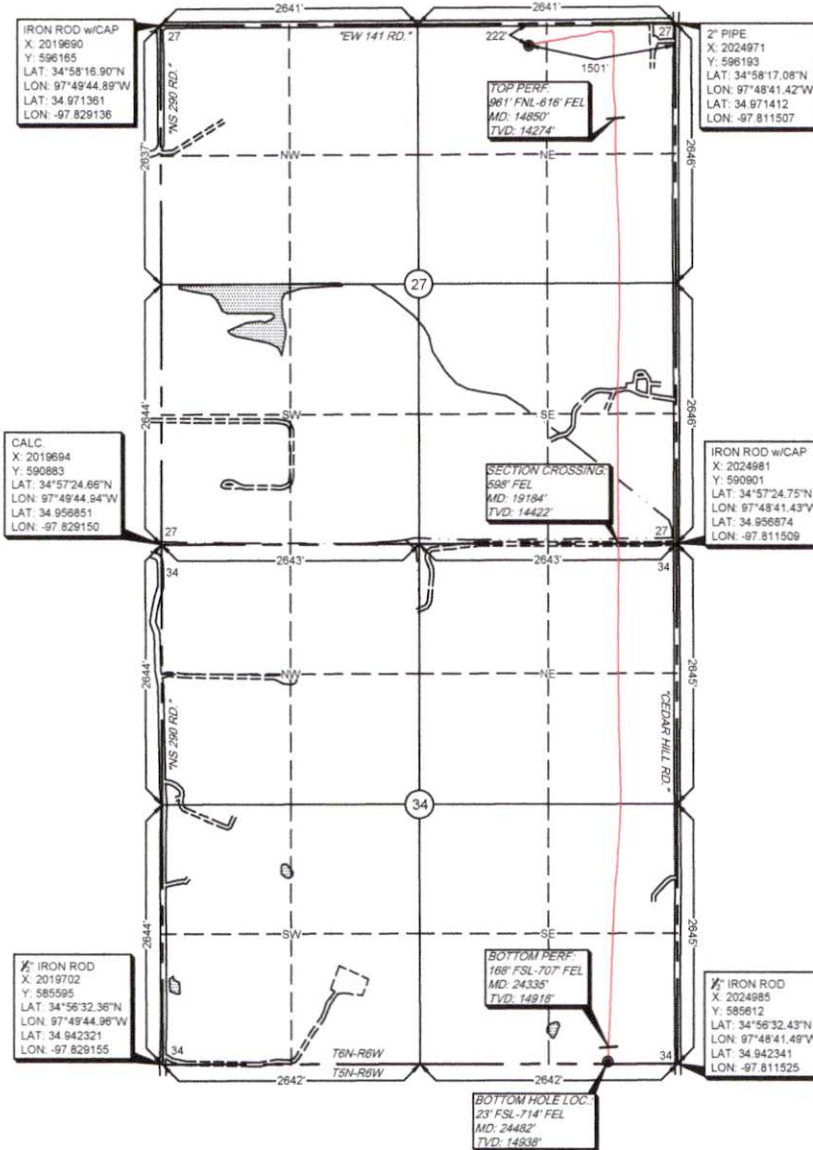 2641'
2641'
IRON ROD w/CAP
X: 2019690
Y: 596165
LAT: 34°58'16.90"N
LON: 97°49'44.89"W
LAT: 34.971361
LON: -97.829136
27
"EW 141 RD."
222'
27
2" PIPE
X: 2024971
Y: 596193
LAT: 34°58'17.08"N
LON: 97°48'41.42"W
LAT: 34.971412
LON: -97.811507
1501'
"NS 290 RD."
TOP PERF:
961' FNL-616' FEL
MD: 14850'
TVD: 14274'
2637'
NW
NE
2646'
27
2644'
SW
SE
2646'
CALC.
X: 2019694
Y: 590883
LAT: 34°57'24.66"N
LON: 97°49'44.94"W
LAT: 34.956851
LON: -97.829150
SECTION CROSSING:
598' FEL
MD: 19184'
TVD: 14422'
IRON ROD w/CAP
X: 2024981
Y: 590901
LAT: 34°57'24.75"N
LON: 97°48'41.43"W
LAT: 34.956874
LON: -97.811509
27
27
2643'
2643'
34
34
2644'
NW
NE
2645'
"NS 290 RD."
"CEDAR HILL RD."
34
2644'
SW
SE
2645'
½" IRON ROD
X: 2019702
Y: 585595
LAT: 34°56'32.36"N
LON: 97°49'44.96"W
LAT: 34.942321
LON: -97.829155
BOTTOM PERF:
168' FSL-707' FEL
MD: 24335'
TVD: 14918'
½" IRON ROD
X: 2024985
Y: 585612
LAT: 34°56'32.43"N
LON: 97°48'41.49"W
LAT: 34.942341
LON: -97.811525
34
T6N-R6W
34
T5N-R6W
2642'
2642'
BOTTOM HOLE LOC.:
23' FSL-714' FEL
MD: 24482'
TVD: 14938'